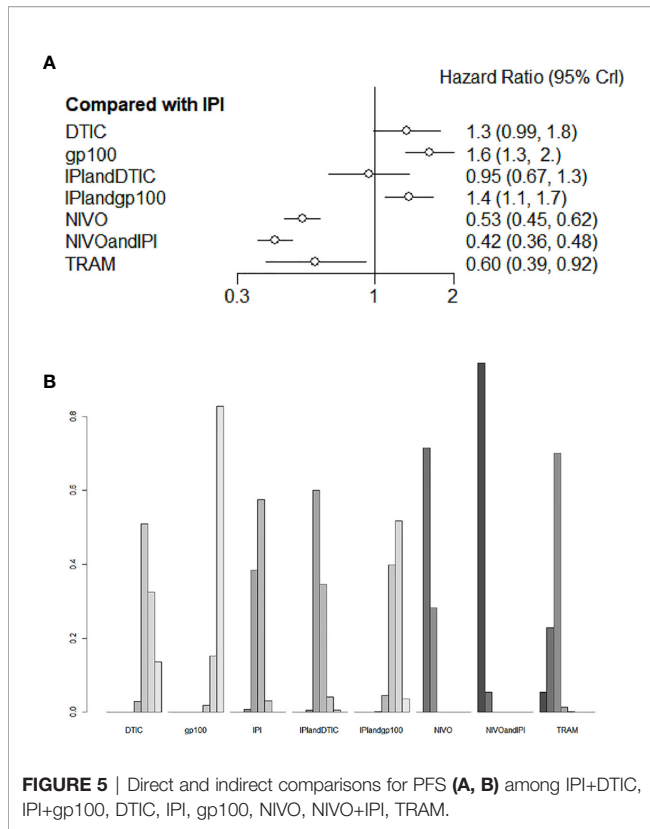 A
Hazard Ratio (95% CrI)
Compared with IPI
DTIC 1.3 (0.99, 1.8)
gp100 1.6 (1.3, 2.)
IPIandDTIC 0.95 (0.67, 1.3)
IPIandgp100 1.4 (1.1, 1.7)
NIVO 0.53 (0.45, 0.62)
NIVOandIPI 0.42 (0.36, 0.48)
TRAM 0.60 (0.39, 0.92)
0.3 1 2
B
0.8
0.6
0.4
0.2
0.0
DTIC gp100 IPI IPIandDTIC IPIandgp100 NIVO NIVOandIPI TRAM
FIGURE 5 | Direct and indirect comparisons for PFS (A, B) among IPI+DTIC,
IPI+gp100, DTIC, IPI, gp100, NIVO, NIVO+IPI, TRAM.